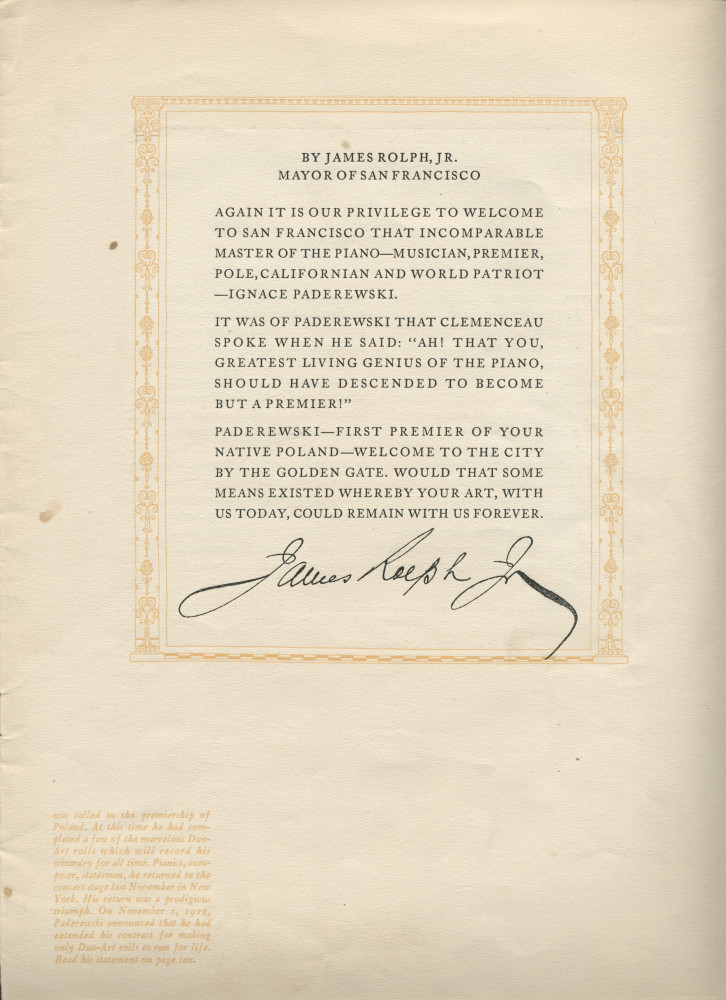 BY JAMES ROLPH, JR.
MAYOR OF SAN FRANCISCO
AGAIN IT IS OUR PRIVILEGE TO WELCOME
TO SAN FRANCISCO THAT INCOMPARABLE
MASTER OF THE PIANO—MUSICIAN, PREMIER,
POLE, CALIFORNIAN AND WORLD PATRIOT
—IGNACE PADEREWSKI.
IT WAS OF PADEREWSKI THAT CLEMENCEAU
SPOKE WHEN HE SAID: “AH! THAT YOU,
GREATEST LIVING GENIUS OF THE PIANO,
SHOULD HAVE DESCENDED TO BECOME
BUT A PREMIER!”
PADEREWSKI—FIRST PREMIER OF YOUR
NATIVE POLAND—WELCOME TO THE CITY
BY THE GOLDEN GATE. WOULD THAT SOME
MEANS EXISTED WHEREBY YOUR ART, WITH
US TODAY, COULD REMAIN WITH US FOREVER.
James Rolph Jr
was called to the premiership of
Poland. At this time he had com-
pleted a few of the marvelous Duo-
Art rolls which will record his
wizardry for all time. Pianist, com-
poser, statesman, he returned to the
concert stage last November in New
York. His return was a prodigious
triumph. On November 1, 1922,
Paderewski announced that he had
extended his contract for making
only Duo-Art rolls to run for life.
Read his statement on page ten.